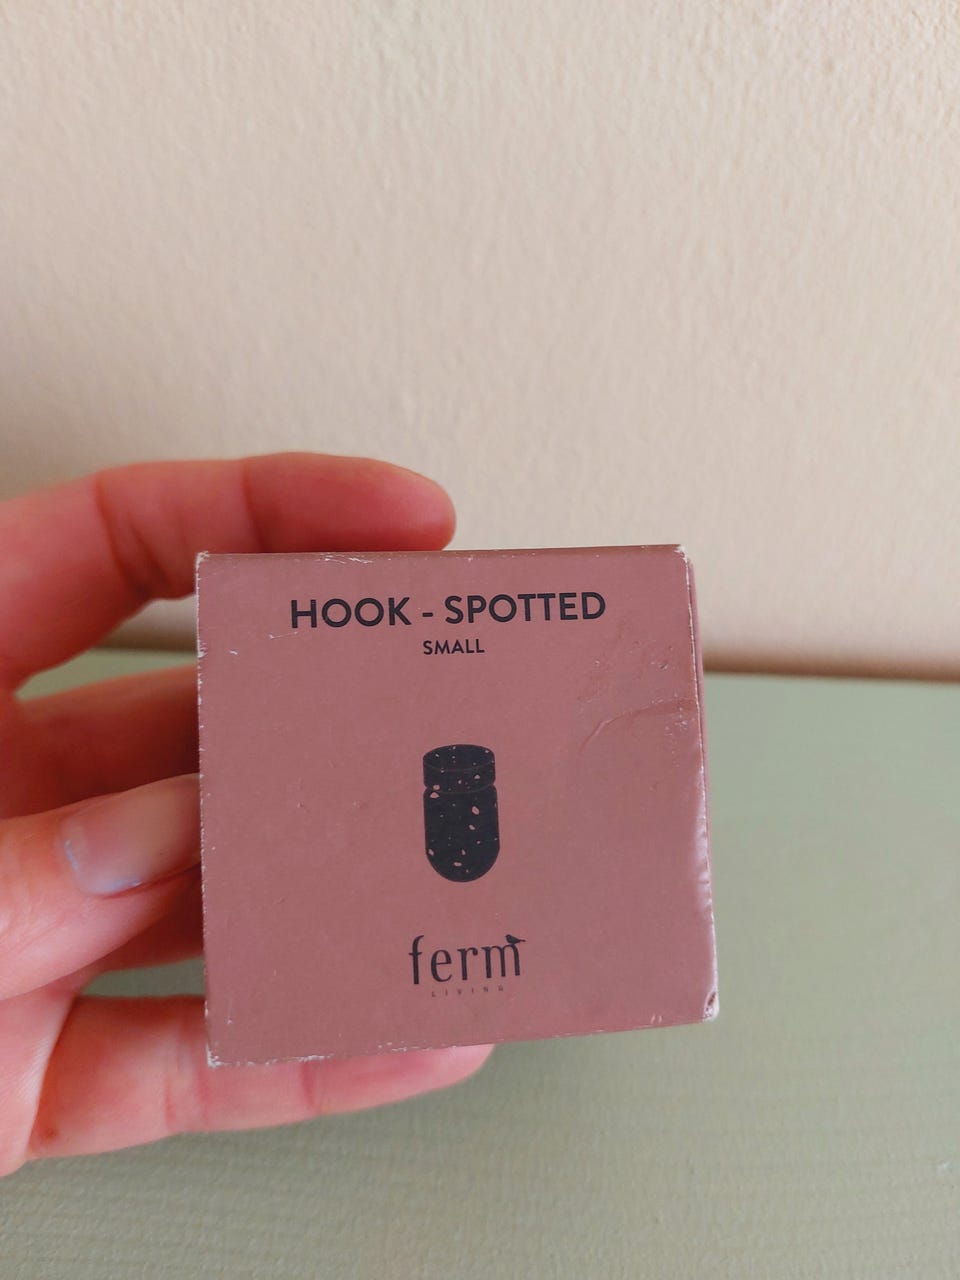 HOOK - SPOTTED
SMALL
ferm
LIVING